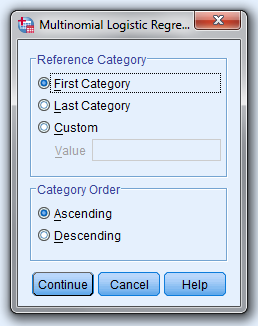 Multinomial Logistic Regre...
Reference Category
First Category
Last Category
Custom
Value
Category Order
Ascending
Descending
Continue Cancel Help